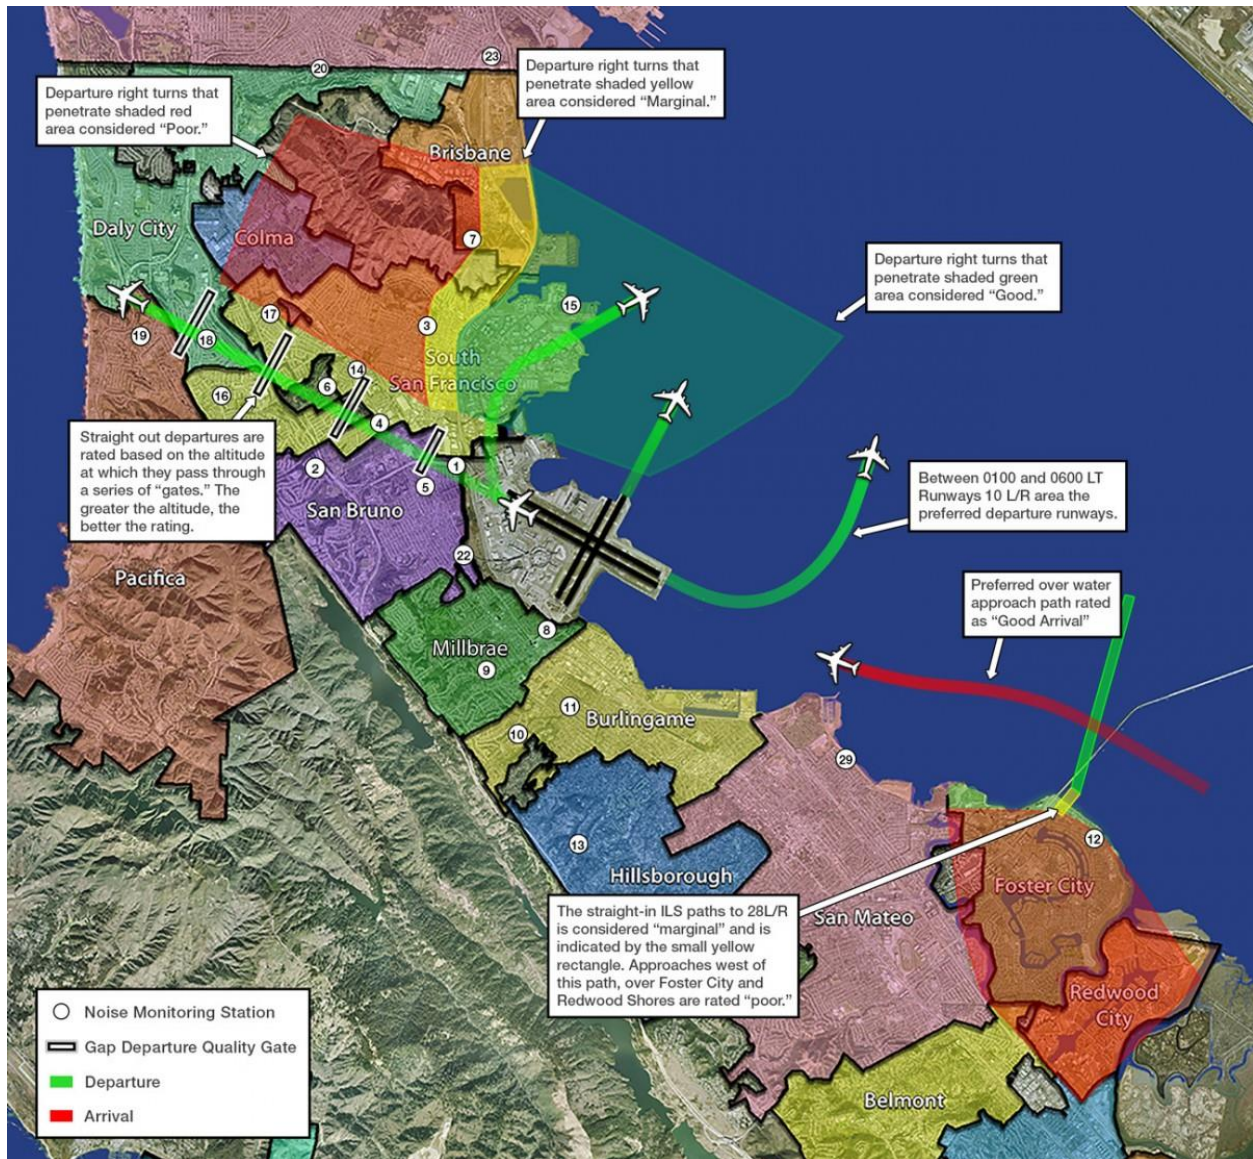 20
23
Departure right turns that
penetrate shaded yellow
area considered “Marginal.”
Departure right turns that
penetrate shaded red
area considered “Poor.”
Brisbane
Daly City
Colma
7
Departure right turns that
penetrate shaded green
area considered “Good.”
15
17
3
19
18
South
San Francisco
14
6
16
4
Straight out departures are
rated based on the altitude
at which they pass through
a series of “gates.” The
greater the altitude, the
better the rating.
2
1
5
San Bruno
Between 0100 and 0600 LT
Runways 10 L/R area the
preferred departure runways.
22
Pacifica
Preferred over water
approach path rated
as “Good Arrival”
8
Millbrae
9
11
Burlingame
10
29
13
Hillsborough
12
Foster City
San Mateo
The straight-in ILS paths to 28L/R
is considered “marginal” and is
indicated by the small yellow
rectangle. Approaches west of
this path, over Foster City and
Redwood Shores are rated “poor.”
Redwood
City
Belmont
Noise Monitoring Station
Gap Departure Quality Gate
Departure
Arrival